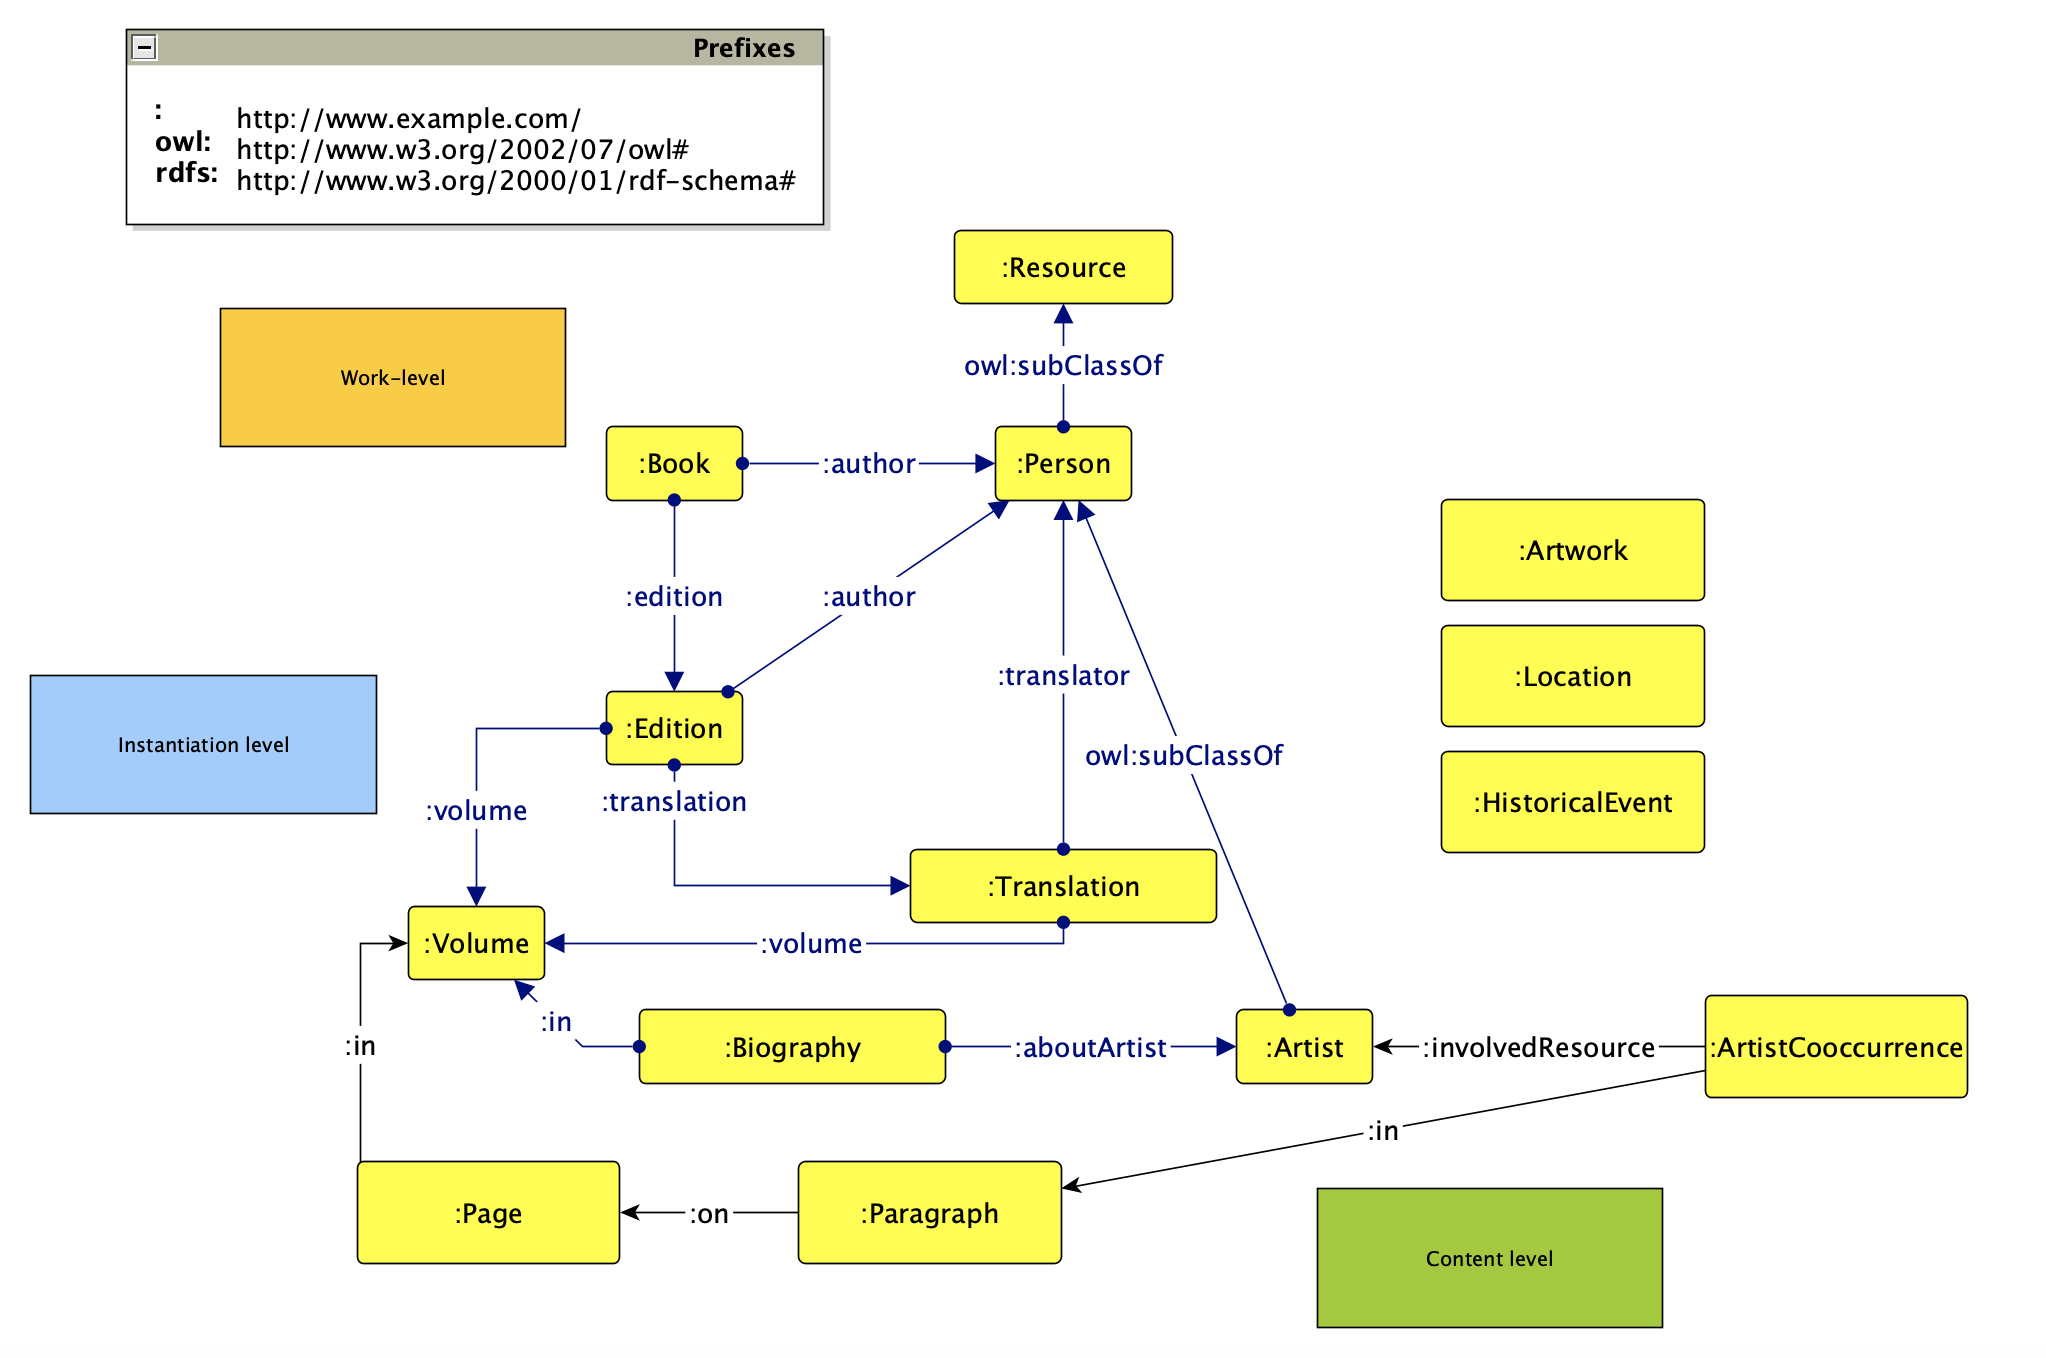 Prefixes
: http://www.example.com/
owl: http://www.w3.org/2002/07/owl#
rdfs: http://www.w3.org/2000/01/rdf-schema#
:Resource
Work-level
owl:subClassOf
:Book
:author
:Person
:Artwork
:edition
:author
:Location
:translator
:Edition
Instantiation level
owl:subClassOf
:translation
:volume
:HistoricalEvent
:Translation
:Volume
:volume
:in
:in
:Biography
:aboutArtist
:Artist
:involvedResource
:ArtistCooccurrence
:in
:Page
:on
:Paragraph
Content level